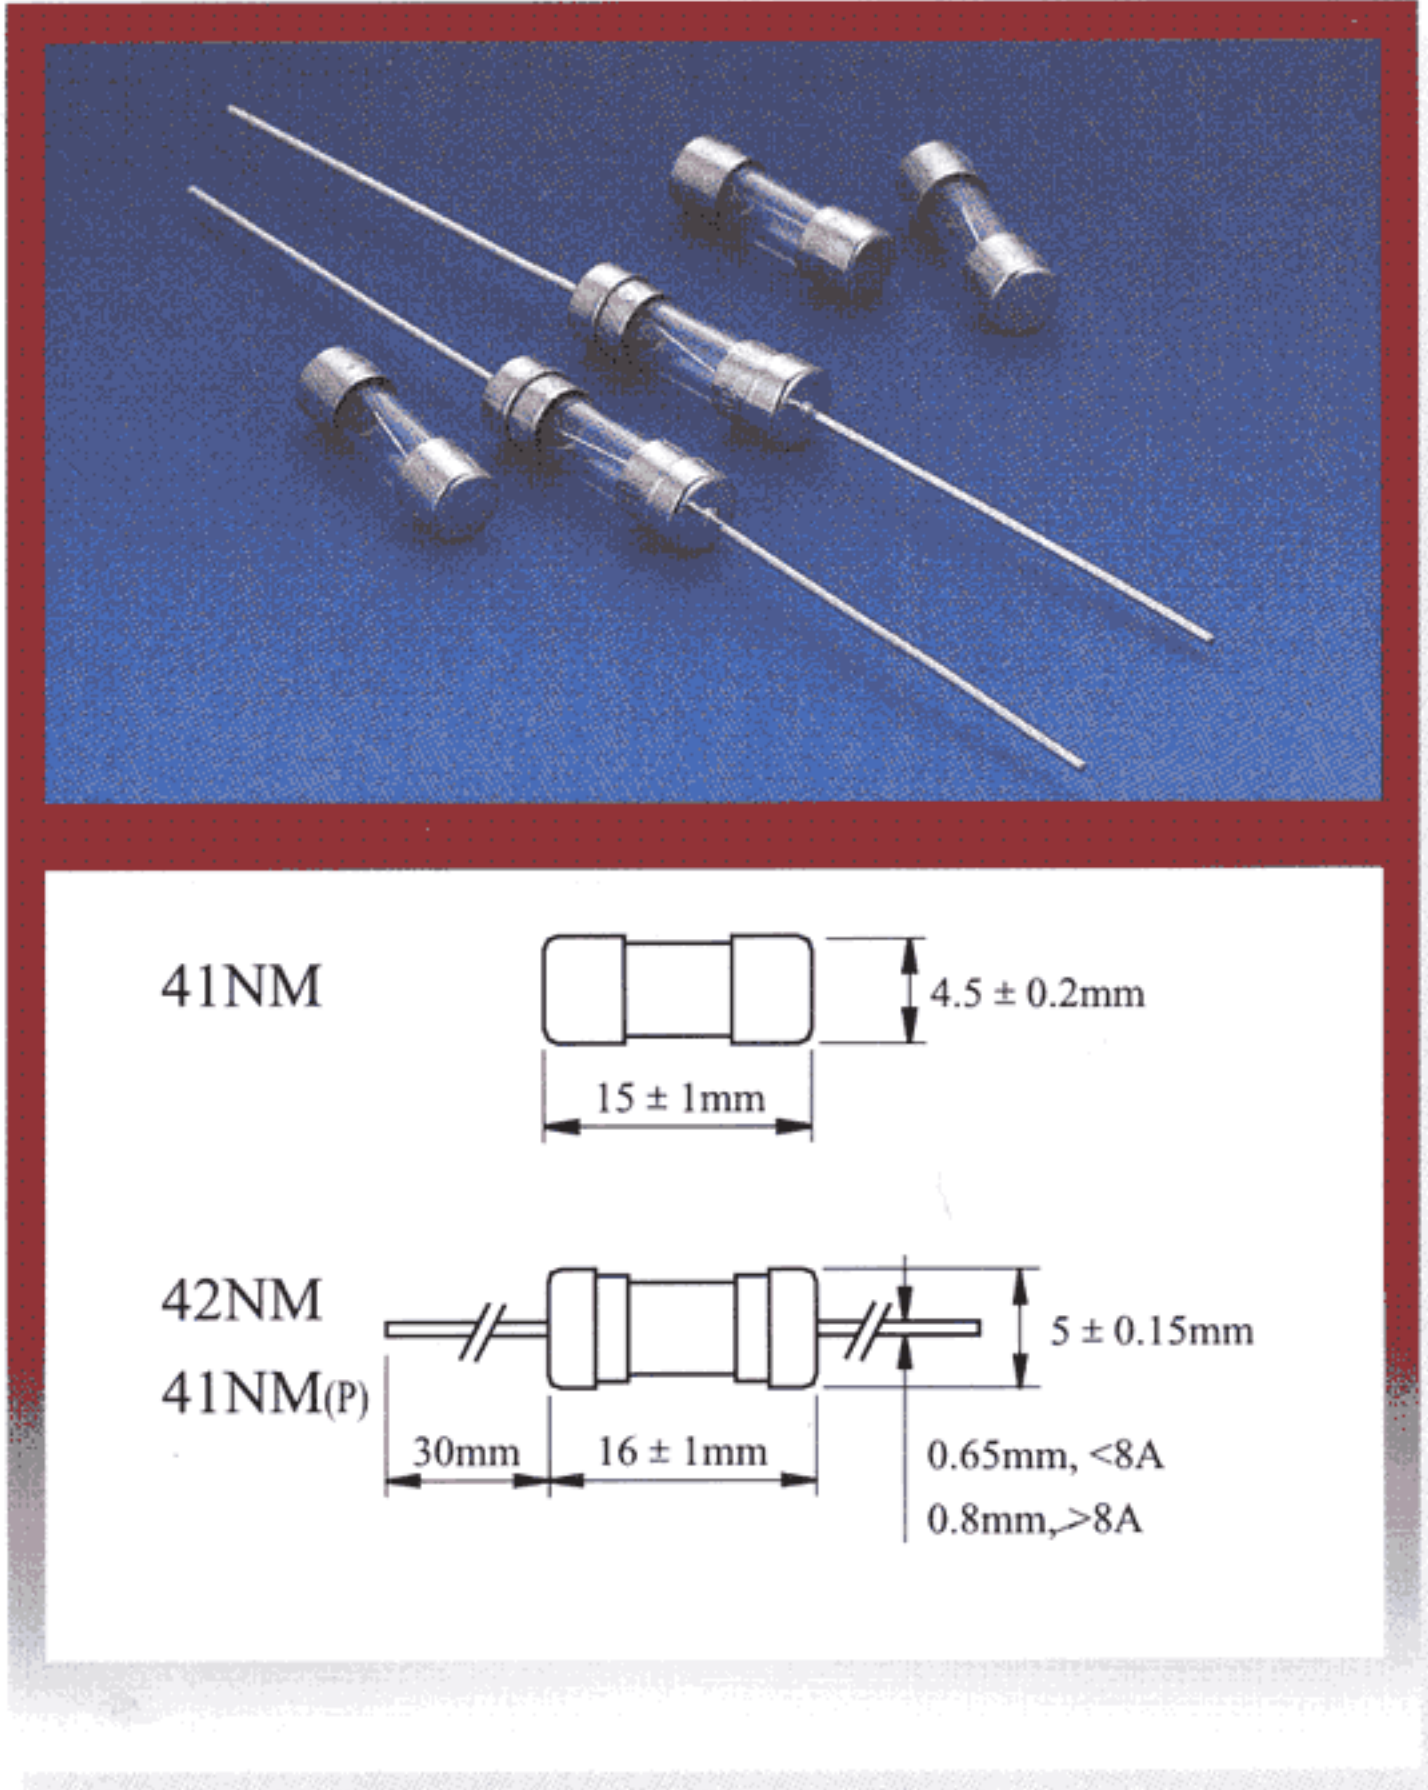 41NM
4.5 ± 0.2mm
15 ± 1mm
42NM
5 ± 0.15mm
41NM(P)
30mm
16 ± 1mm
0.65mm, <8A
0.8mm, >8A